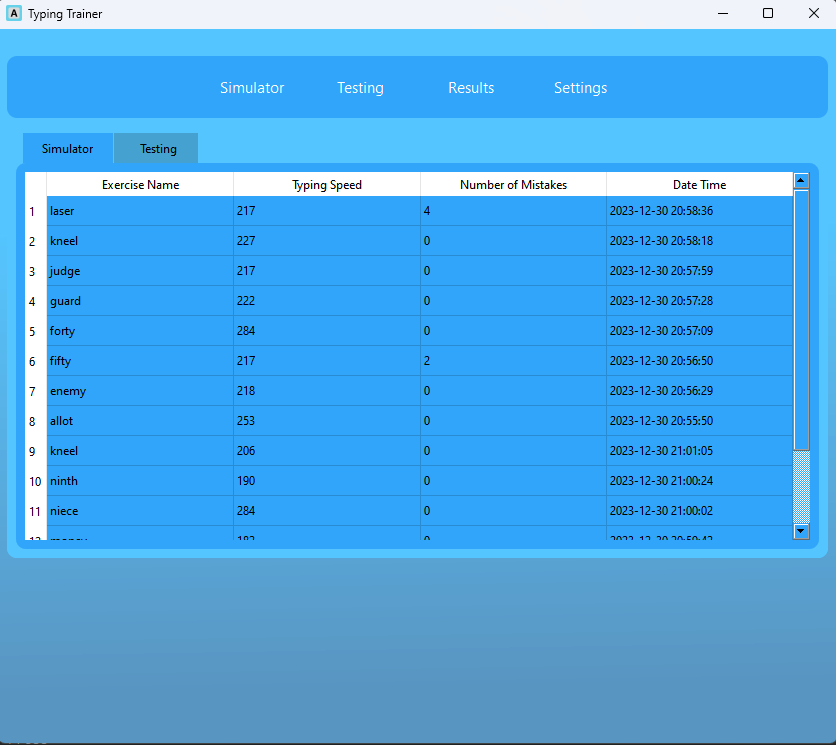 A Typing Trainer
Simulator Testing Results Settings
Simulator Testing
Exercise Name Typing Speed Number of Mistakes Date Time
1 laser 217 4 2023-12-30 20:58:36
2 kneel 227 0 2023-12-30 20:58:18
3 judge 217 0 2023-12-30 20:57:59
4 guard 222 0 2023-12-30 20:57:28
5 forty 284 0 2023-12-30 20:57:09
6 fifty 217 2 2023-12-30 20:56:50
7 enemy 218 0 2023-12-30 20:56:29
8 allot 253 0 2023-12-30 20:55:50
9 kneel 206 0 2023-12-30 21:01:05
10 ninth 190 0 2023-12-30 21:00:24
11 niece 284 0 2023-12-30 21:00:02